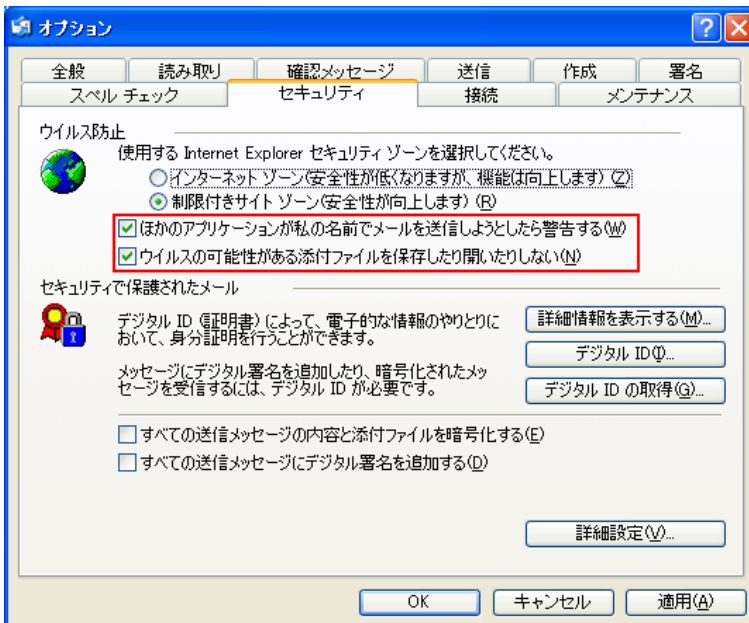 オプション
全般 読み取り 確認メッセージ 送信 作成 署名
スペル チェック セキュリティ 接続 メンテナンス
ウイルス防止
使用する Internet Explorer セキュリティ ゾーンを選択してください。
インターネット ゾーン(安全性が低くなりますが、機能は向上します) (Z)
制限付きサイト ゾーン(安全性が向上します) (R)
ほかのアプリケーションが私の名前でメールを送信しようとしたら警告する(W)
ウイルスの可能性がある添付ファイルを保存したり開いたりしない(N)
セキュリティで保護されたメール
デジタル ID (証明書) によって、電子的な情報のやりとりに
おいて、身分証明を行うことができます。
詳細情報を表示する(M)...
デジタル ID(I)...
メッセージにデジタル署名を追加したり、暗号化されたメッ
セージを受信するには、デジタル ID が必要です。
デジタル ID の取得(G)...
すべての送信メッセージの内容と添付ファイルを暗号化する(E)
すべての送信メッセージにデジタル署名を追加する(D)
詳細設定(V)...
OK キャンセル 適用(A)